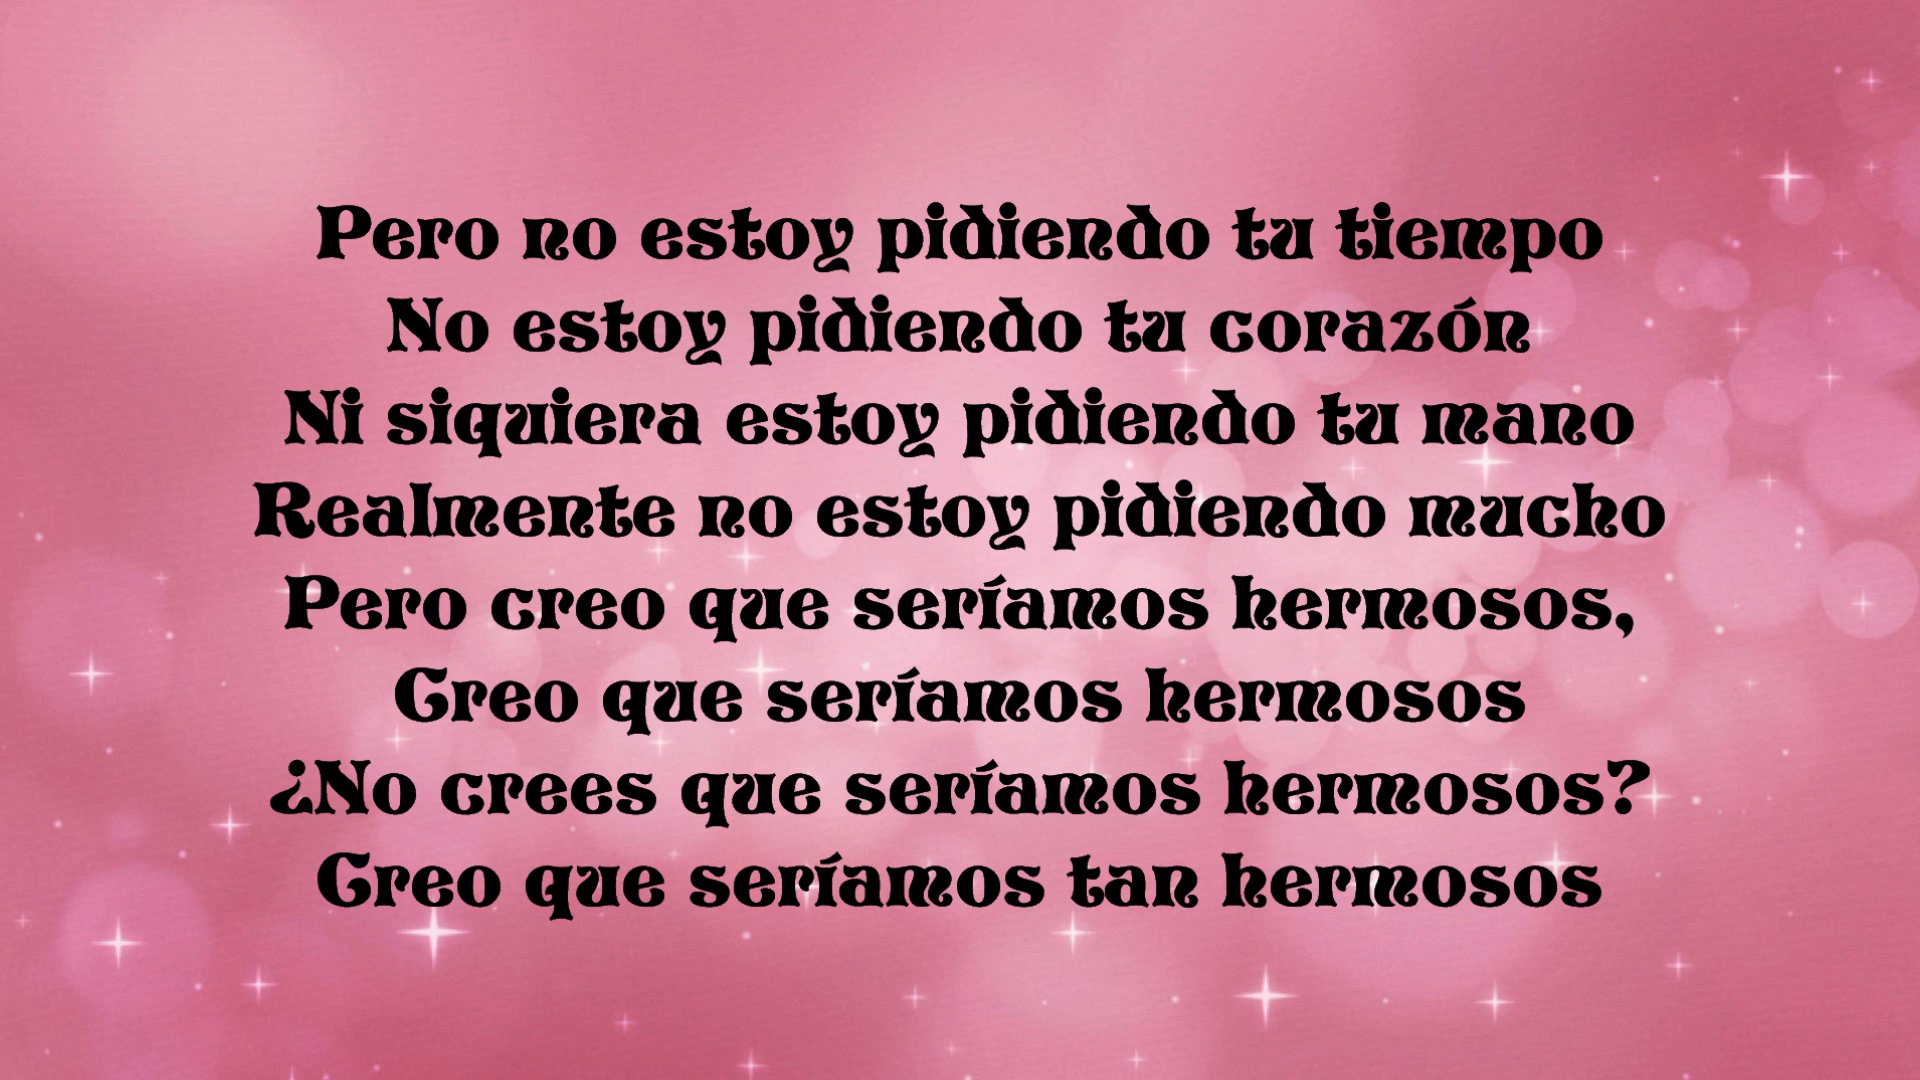 Pero no estoy pidiendo tu tiempo
No estoy pidiendo tu corazón
Ni siquiera estoy pidiendo tu mano
Realmente no estoy pidiendo mucho
Pero creo que seríamos hermosos,
Creo que seríamos hermosos
¿No crees que seríamos hermosos?
Creo que seríamos tan hermosos